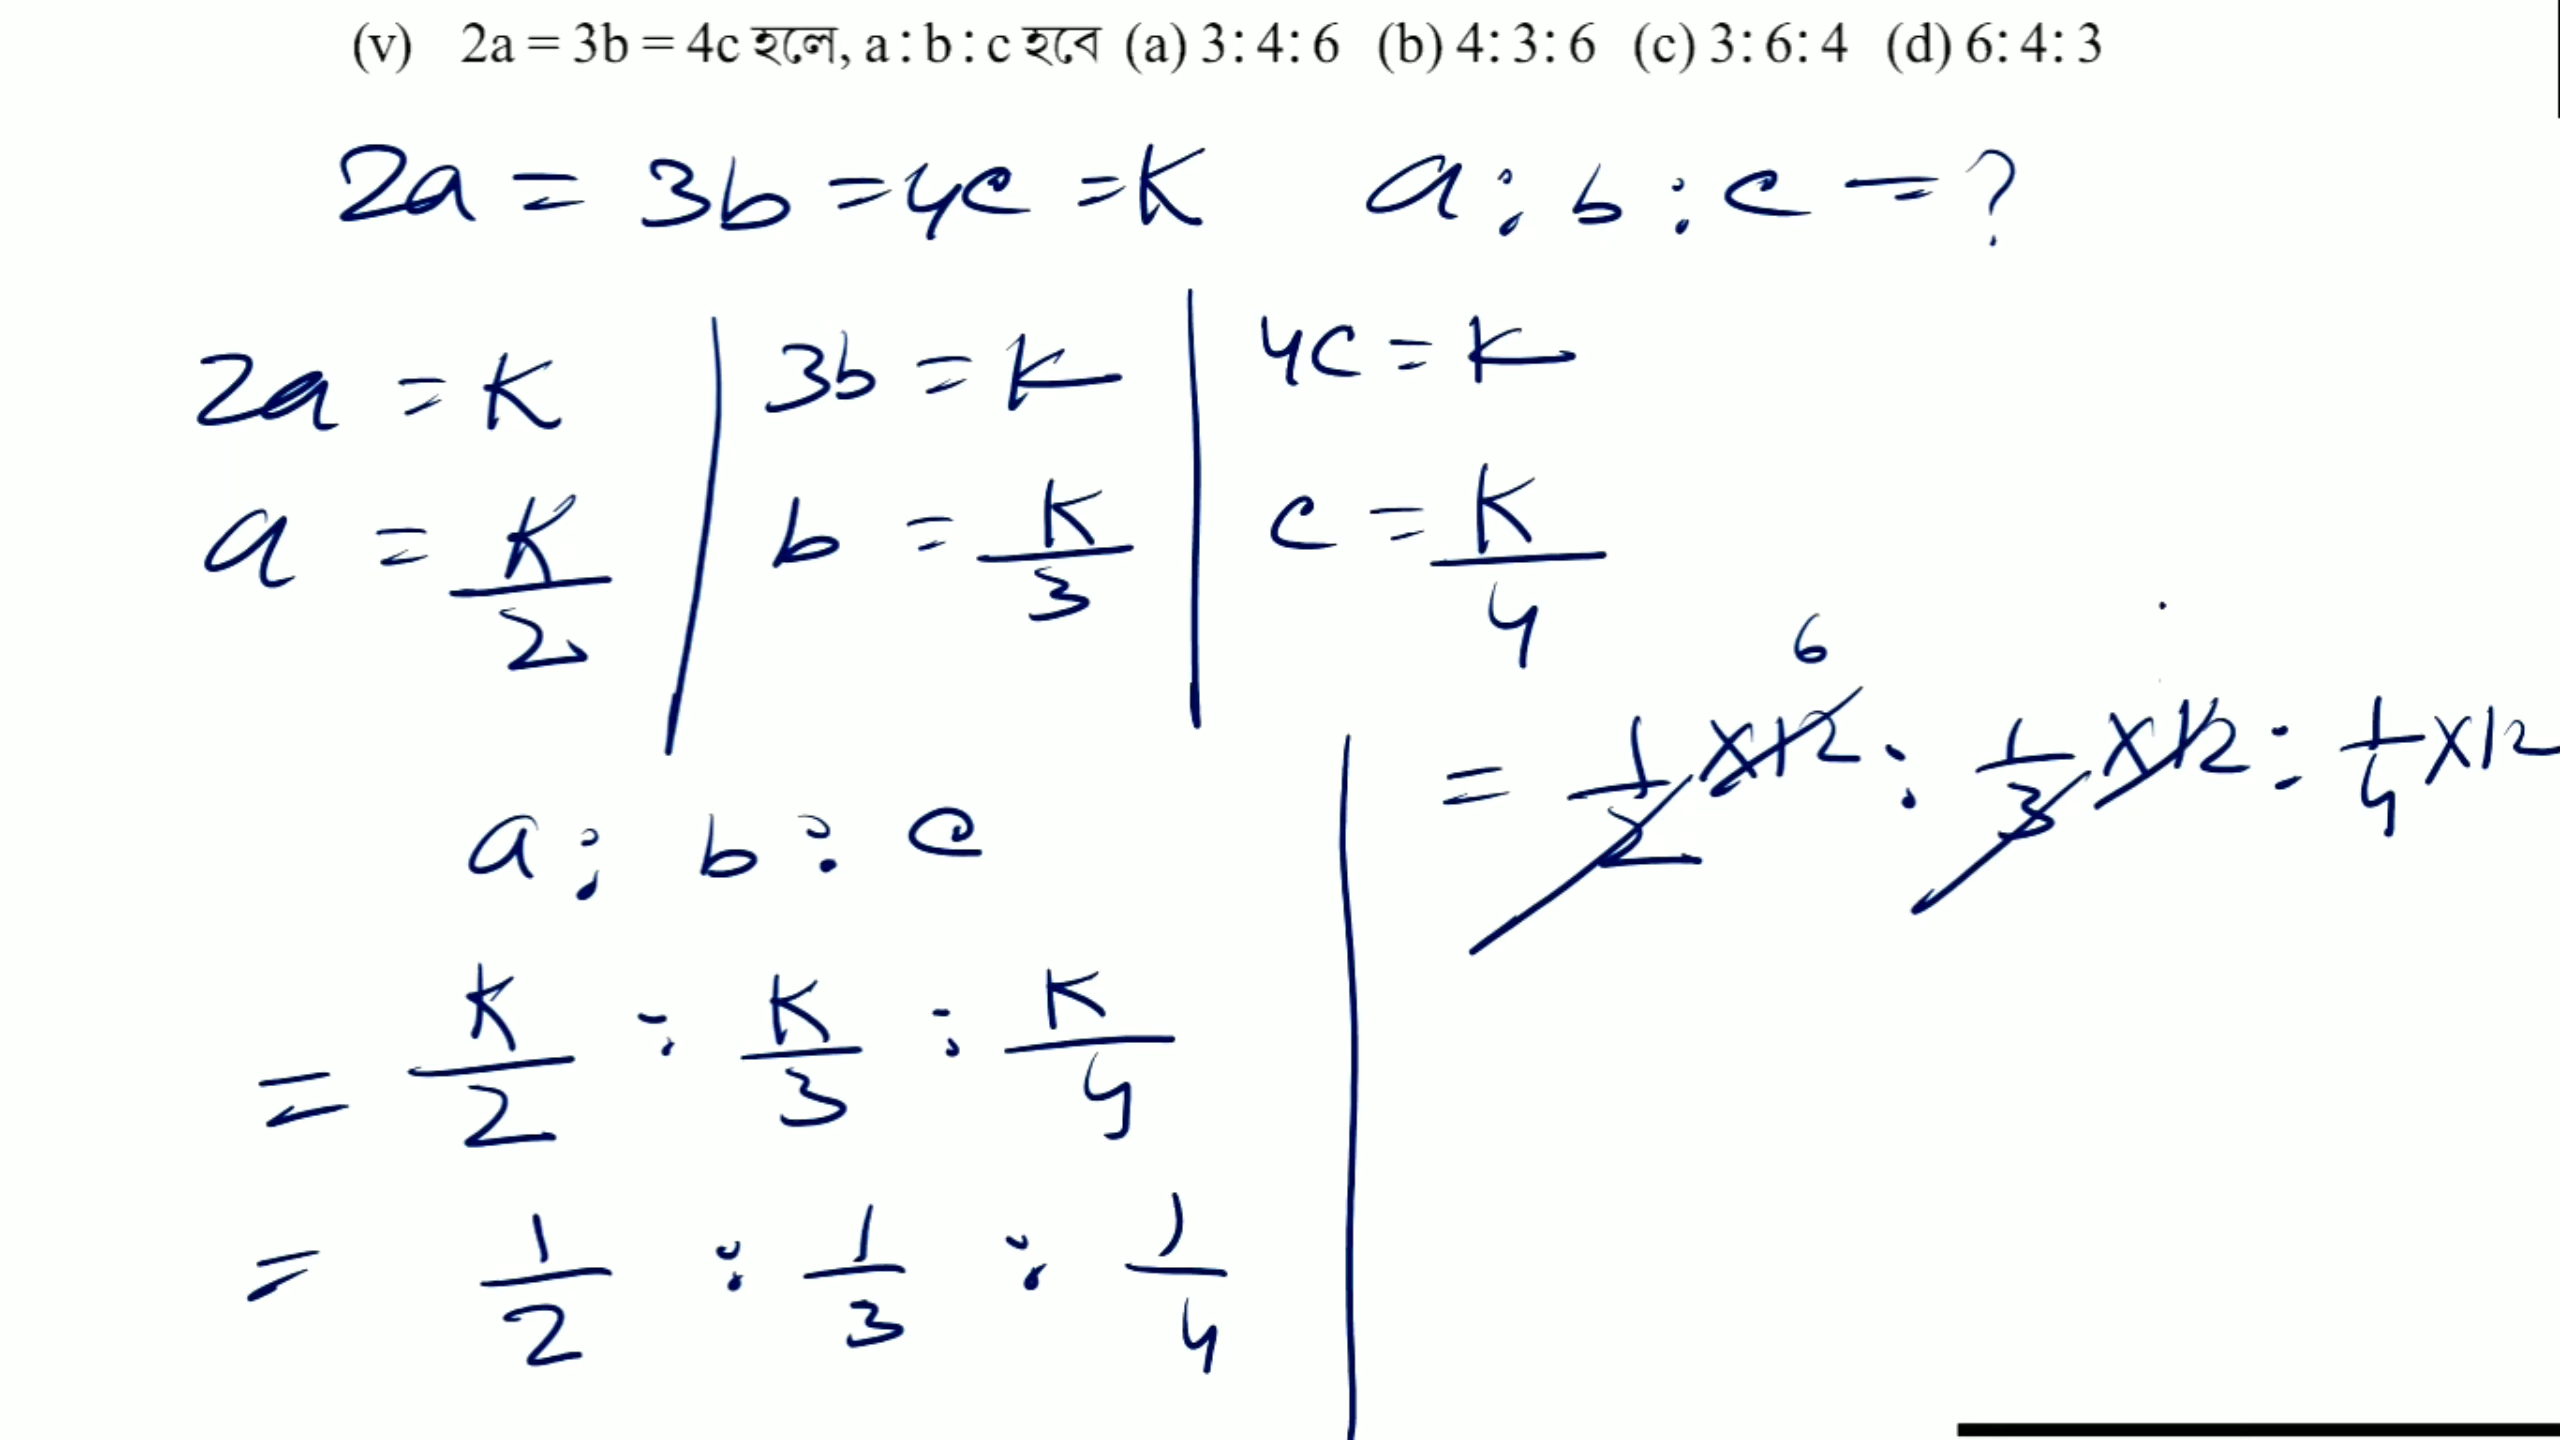 (v) 2a = 3b = 4c হলে, a : b : c হবে (a) 3 : 4 : 6 (b) 4 : 3 : 6 (c) 3 : 6 : 4 (d) 6 : 4 : 3
2a = 3b = 4c = K a : b : c = ?
2a = K
a = K/2
3b = K
b = K/3
4c = K
c = K/4
a : b : c
= K/2 : K/3 : K/4
= 1/2 : 1/3 : 1/4
6
= 1/2 × 12 : 1/3 × 12 : 1/4 × 12